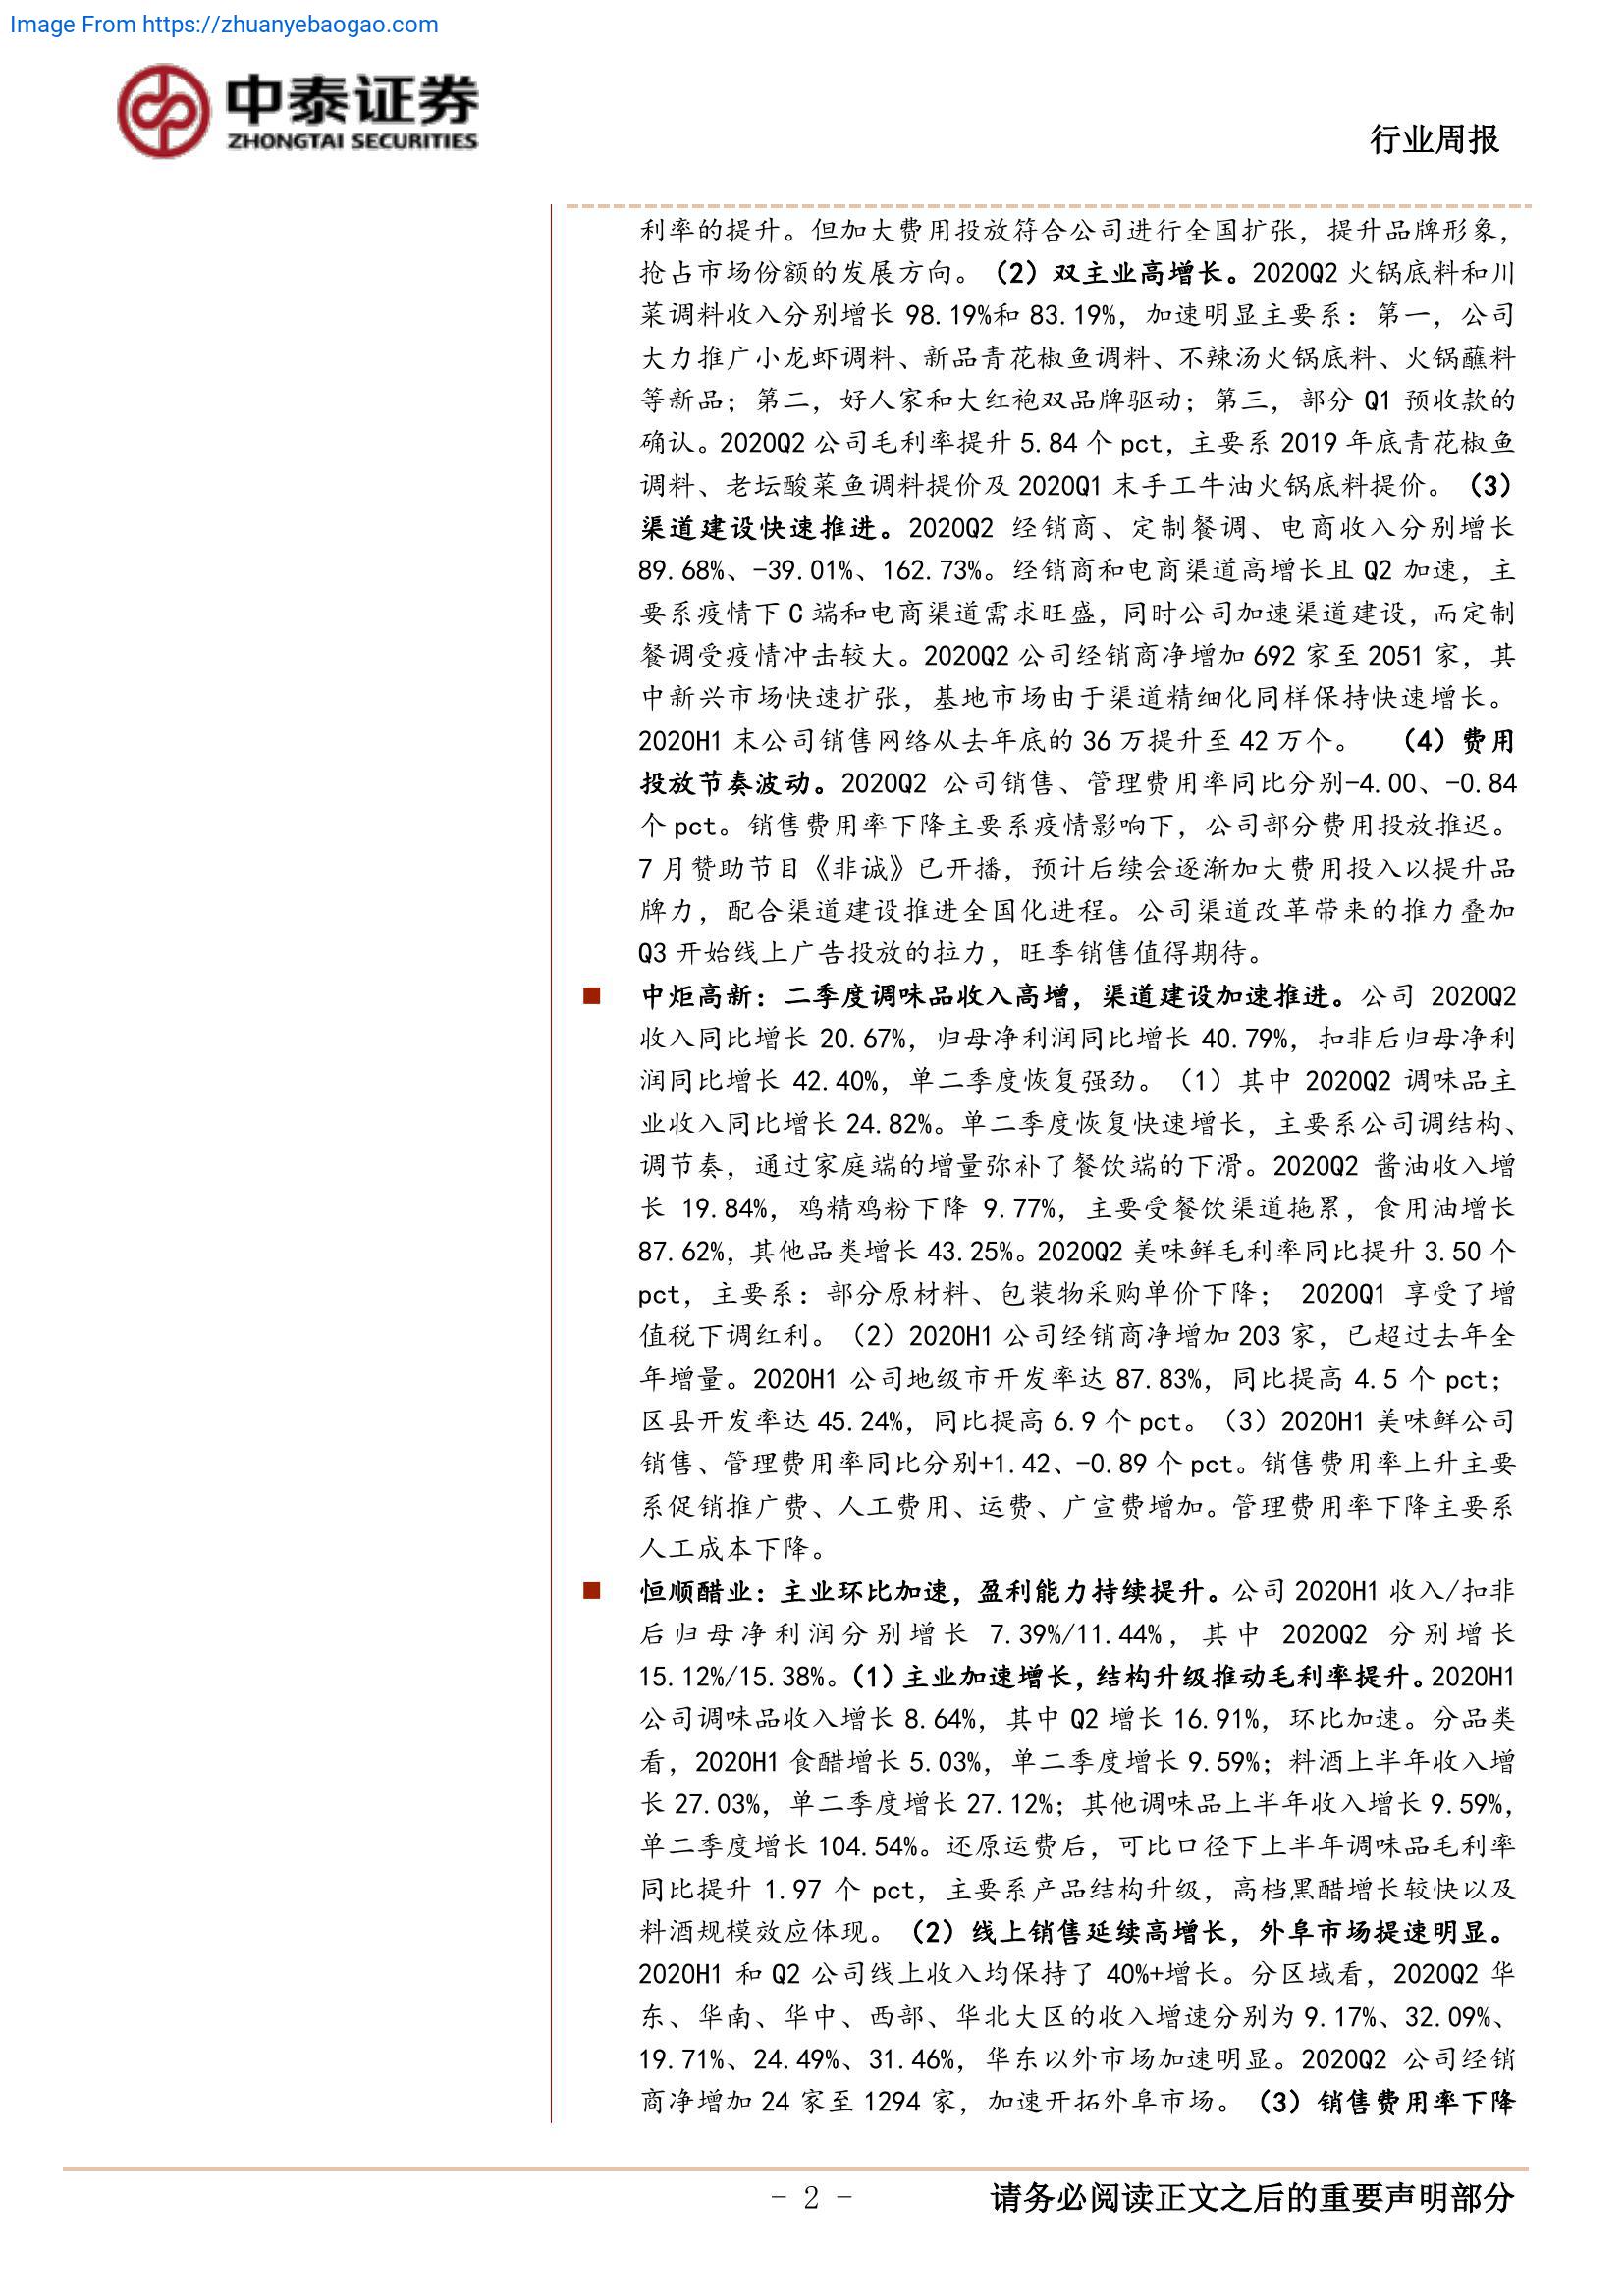 Image From https://zhuanyebaogao.com
中泰证券
ZHONGTAI SECURITIES
行业周报
利率的提升。但加大费用投放符合公司进行全国扩张，提升品牌形象，
抢占市场份额的发展方向。（2）双主业高增长。2020Q2 火锅底料和川
菜调料收入分别增长 98.19%和 83.19%，加速明显主要系：第一，公司
大力推广小龙虾调料、新品青花椒鱼调料、不辣汤火锅底料、火锅蘸料
等新品；第二，好人家和大红袍双品牌驱动；第三，部分 Q1 预收款的
确认。2020Q2 公司毛利率提升 5.84 个 pct，主要系 2019 年底青花椒鱼
调料、老坛酸菜鱼调料提价及 2020Q1 末手工牛油火锅底料提价。（3）
渠道建设快速推进。2020Q2 经销商、定制餐调、电商收入分别增长
89.68%、-39.01%、162.73%。经销商和电商渠道高增长且 Q2 加速，主
要系疫情下 C 端和电商渠道需求旺盛，同时公司加速渠道建设，而定制
餐调受疫情冲击较大。2020Q2 公司经销商净增加 692 家至 2051 家，其
中新兴市场快速扩张，基地市场由于渠道精细化同样保持快速增长。
2020H1 末公司销售网络从去年底的 36 万提升至 42 万个。 （4）费用
投放节奏波动。2020Q2 公司销售、管理费用率同比分别-4.00、-0.84
个 pct。销售费用率下降主要系疫情影响下，公司部分费用投放推迟。
7 月赞助节目《非诚》已开播，预计后续会逐渐加大费用投入以提升品
牌力，配合渠道建设推进全国化进程。公司渠道改革带来的推力叠加
Q3 开始线上广告投放的拉力，旺季销售值得期待。
■ 中炬高新：二季度调味品收入高增，渠道建设加速推进。公司 2020Q2
收入同比增长 20.67%，归母净利润同比增长 40.79%，扣非后归母净利
润同比增长 42.40%，单二季度恢复强劲。（1）其中 2020Q2 调味品主
业收入同比增长 24.82%。单二季度恢复快速增长，主要系公司调结构、
调节奏，通过家庭端的增量弥补了餐饮端的下滑。2020Q2 酱油收入增
长 19.84%，鸡精鸡粉下降 9.77%，主要受餐饮渠道拖累，食用油增长
87.62%，其他品类增长 43.25%。2020Q2 美味鲜毛利率同比提升 3.50 个
pct，主要系：部分原材料、包装物采购单价下降； 2020Q1 享受了增
值税下调红利。（2）2020H1 公司经销商净增加 203 家，已超过去年全
年增量。2020H1 公司地级市开发率达 87.83%，同比提高 4.5 个 pct；
区县开发率达 45.24%，同比提高 6.9 个 pct。（3）2020H1 美味鲜公司
销售、管理费用率同比分别+1.42、-0.89 个 pct。销售费用率上升主要
系促销推广费、人工费用、运费、广宣费增加。管理费用率下降主要系
人工成本下降。
■ 恒顺醋业：主业环比加速，盈利能力持续提升。公司 2020H1 收入/扣非
后归母净利润分别增长 7.39%/11.44%，其中 2020Q2 分别增长
15.12%/15.38%。（1）主业加速增长，结构升级推动毛利率提升。2020H1
公司调味品收入增长 8.64%，其中 Q2 增长 16.91%，环比加速。分品类
看，2020H1 食醋增长 5.03%，单二季度增长 9.59%；料酒上半年收入增
长 27.03%，单二季度增长 27.12%；其他调味品上半年收入增长 9.59%，
单二季度增长 104.54%。还原运费后，可比口径下上半年调味品毛利率
同比提升 1.97 个 pct，主要系产品结构升级，高档黑醋增长较快以及
料酒规模效应体现。（2）线上销售延续高增长，外阜市场提速明显。
2020H1 和 Q2 公司线上收入均保持了 40%+增长。分区域看，2020Q2 华
东、华南、华中、西部、华北大区的收入增速分别为 9.17%、32.09%、
19.71%、24.49%、31.46%，华东以外市场加速明显。2020Q2 公司经销
商净增加 24 家至 1294 家，加速开拓外阜市场。（3）销售费用率下降
- 2 -
请务必阅读正文之后的重要声明部分